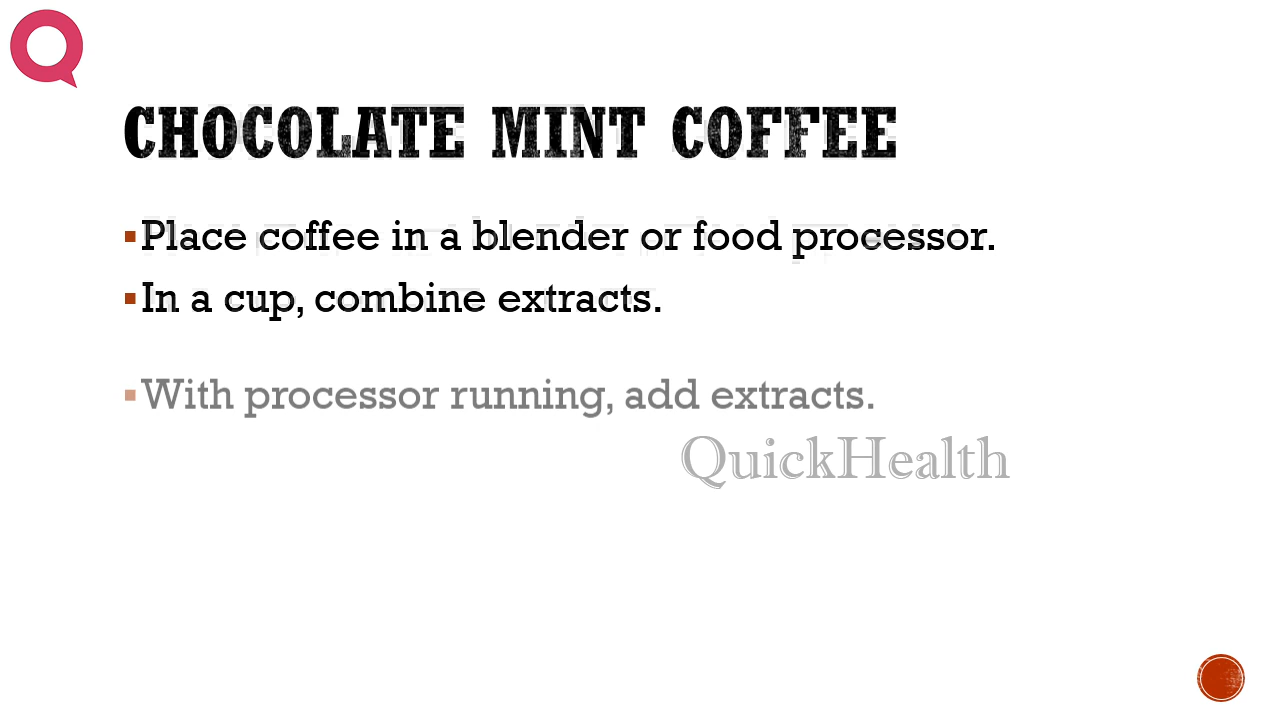 CHOCOLATE MINT COFFEE
▪Place coffee in a blender or food processor.
▪In a cup, combine extracts.
▪With processor running, add extracts.
QuickHealth